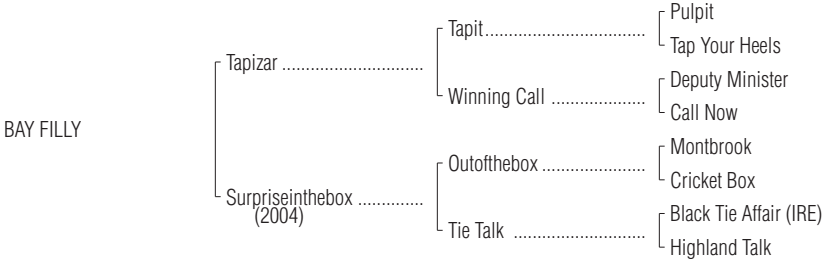 Pulpit
Tapit..................................
Tap Your Heels
Tapizar ..............................
Deputy Minister
Winning Call ....................
Call Now
BAY FILLY
Montbrook
Outofthebox......................
Cricket Box
Surpriseinthebox ..............
(2004)
Black Tie Affair (IRE)
Tie Talk ............................
Highland Talk